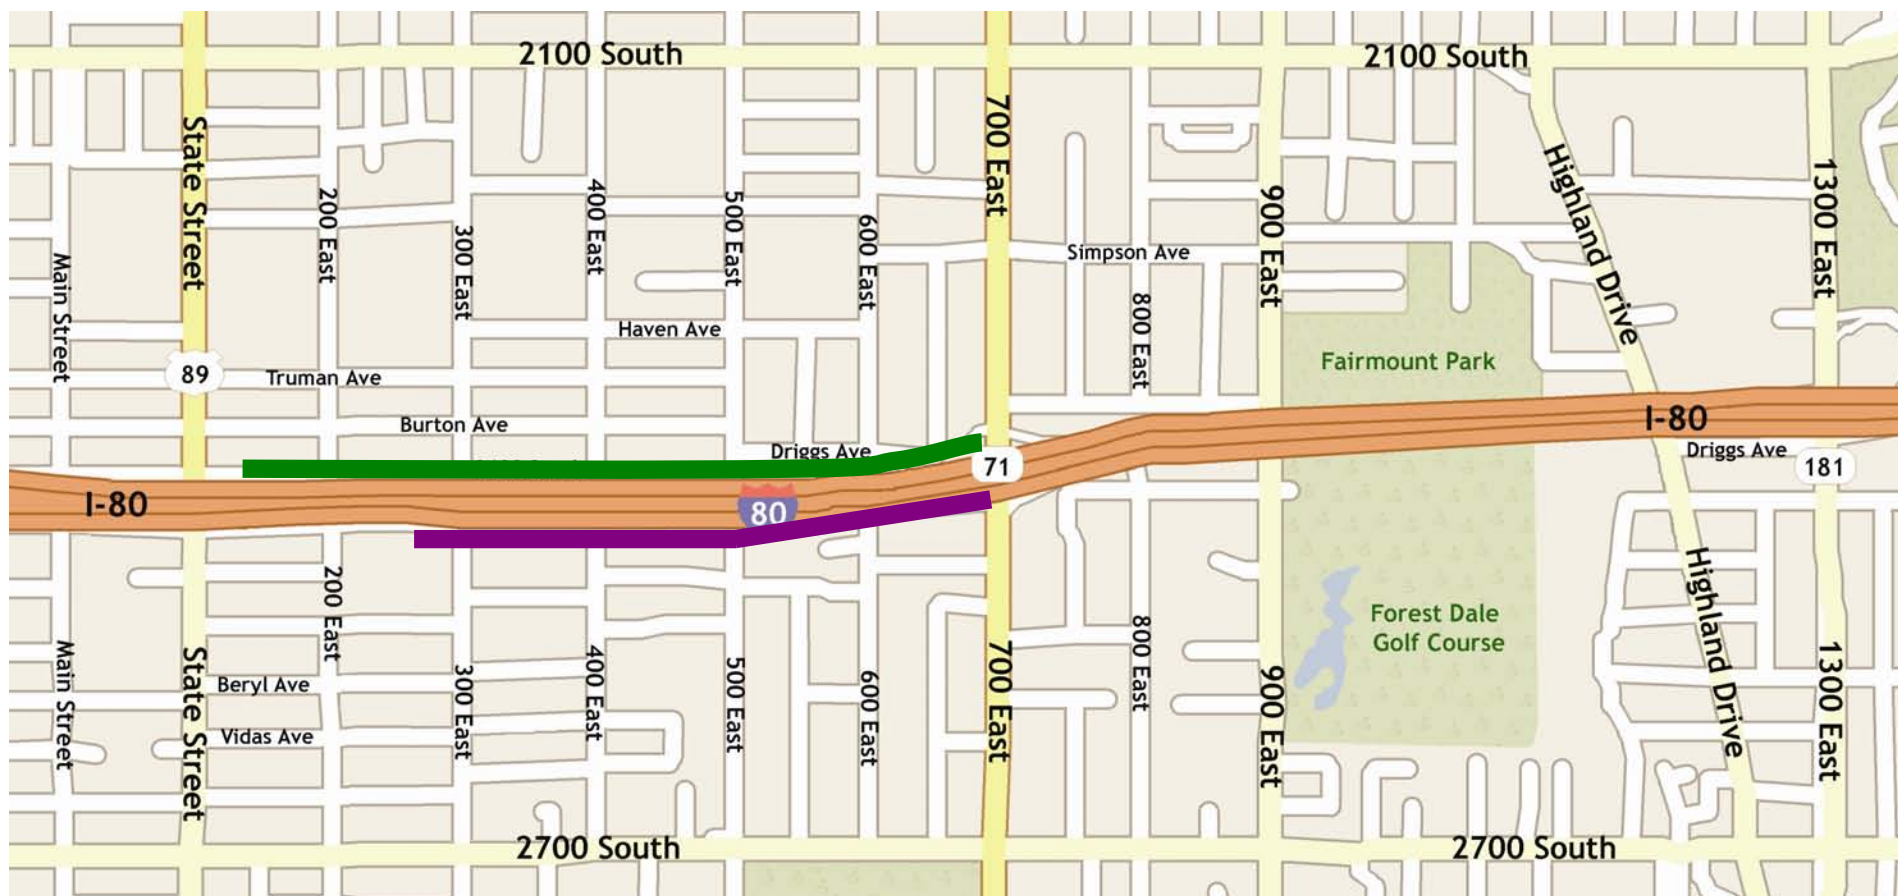 2100 South
2100 South
State Street
700 East
Highland Drive
1300 East
200 East
400 East
500 East
600 East
900 East
300 East
Main Street
Simpson Ave
800 East
Haven Ave
Fairmount Park
89
Truman Ave
Burton Ave
I-80
Driggs Ave
Driggs Ave
71
181
I-80
80
200 East
Highland Drive
Forest Dale
Golf Course
800 East
Main Street
State Street
300 East
400 East
500 East
600 East
700 East
900 East
1300 East
Beryl Ave
Vidas Ave
2700 South
2700 South